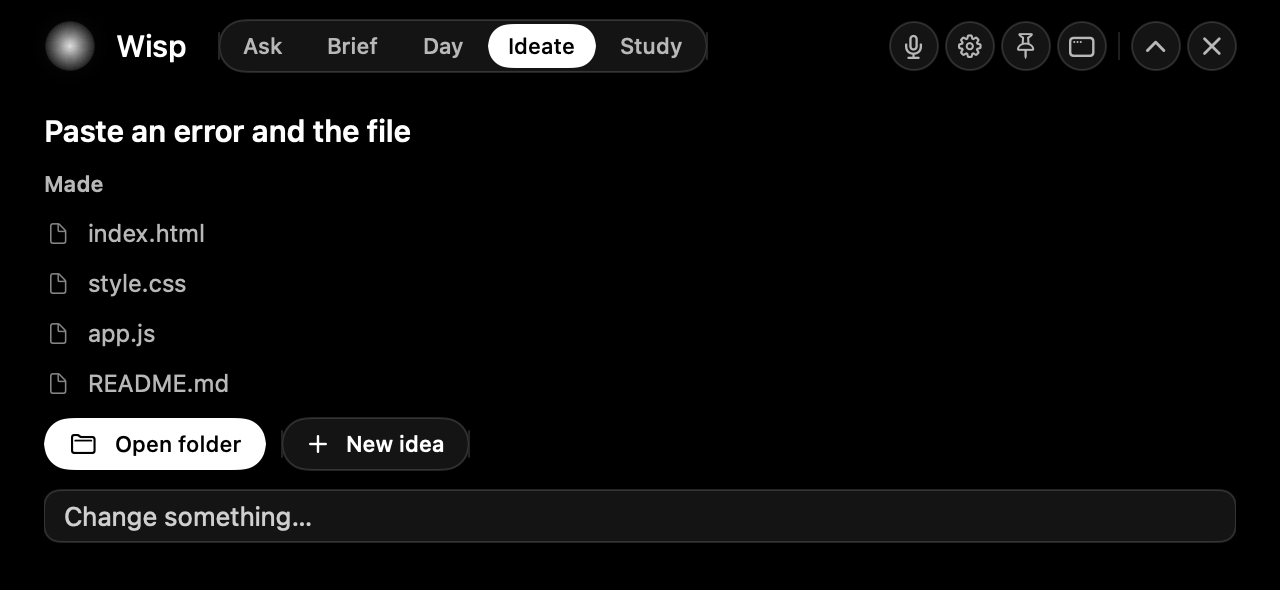 Wisp Ask Brief Day Ideate Study
Paste an error and the file
Made
index.html
style.css
app.js
README.md
Open folder New idea
Change something...